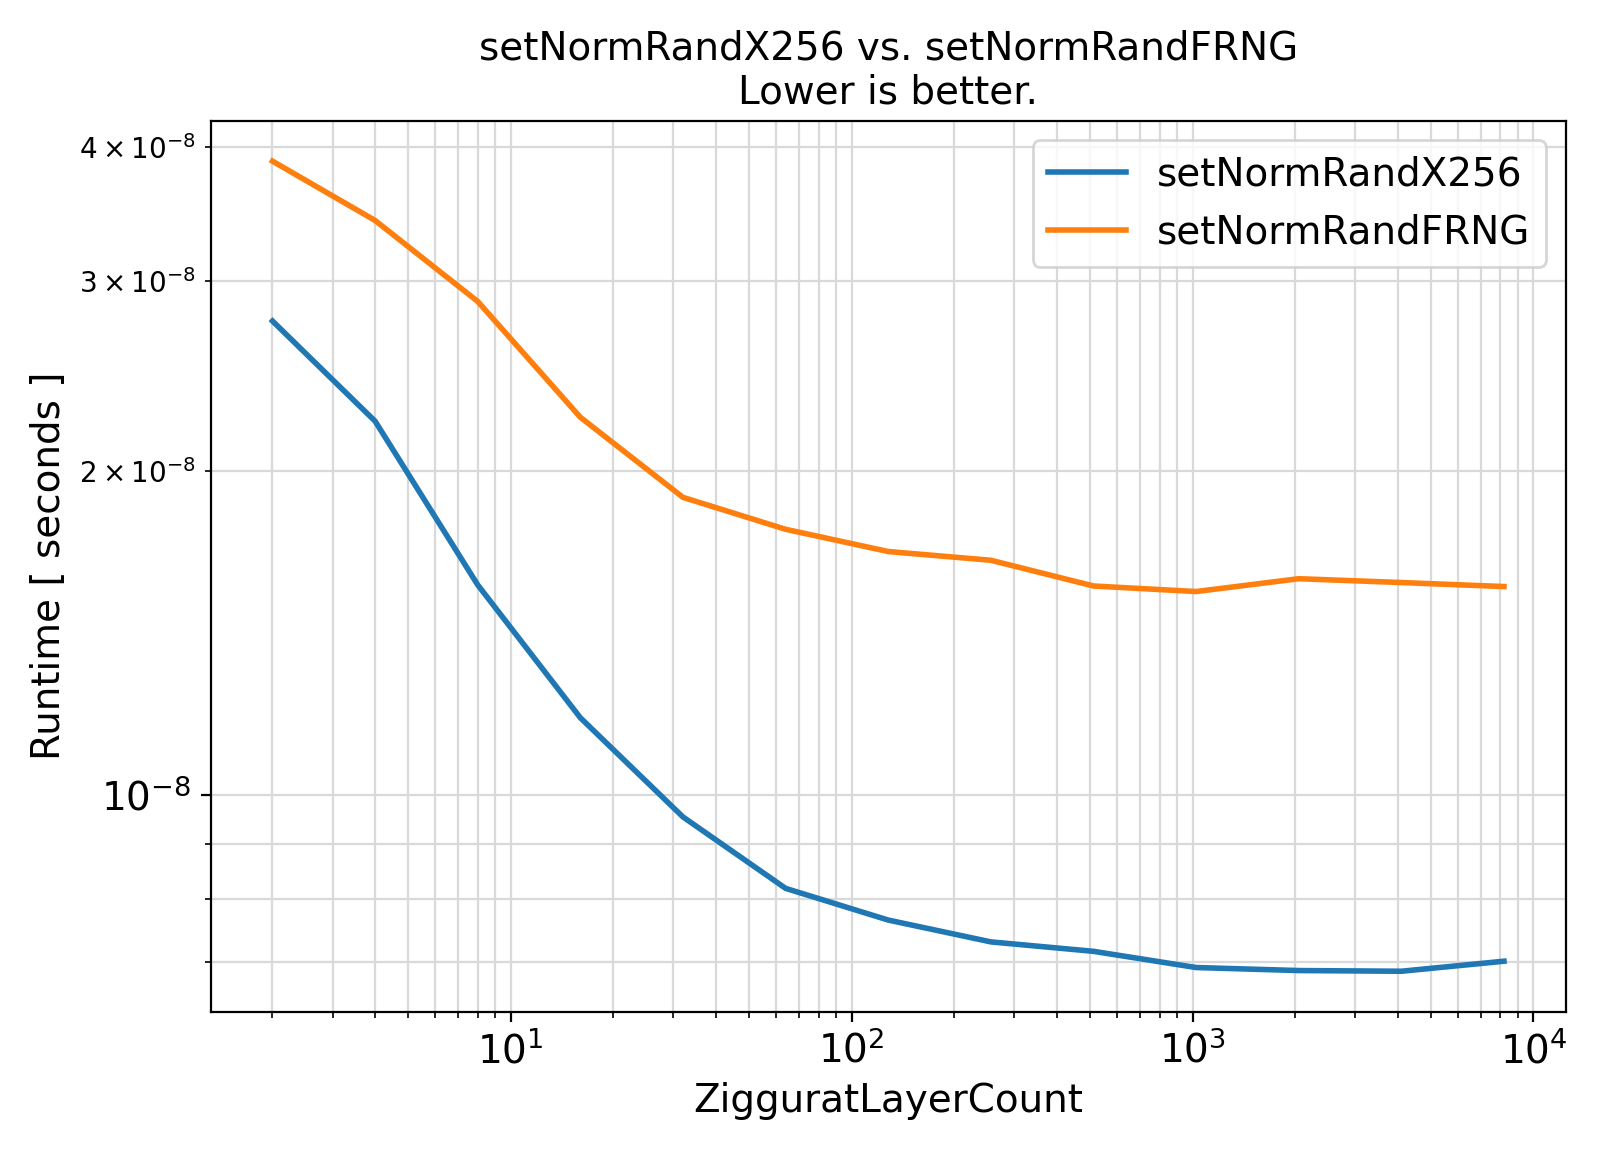 setNormRandX256 vs. setNormRandFRNG
Lower is better.
setNormRandX256
setNormRandFRNG
4 × 10⁻⁸
3 × 10⁻⁸
2 × 10⁻⁸
10⁻⁸
Runtime [ seconds ]
10¹ 10² 10³ 10⁴
ZigguratLayerCount